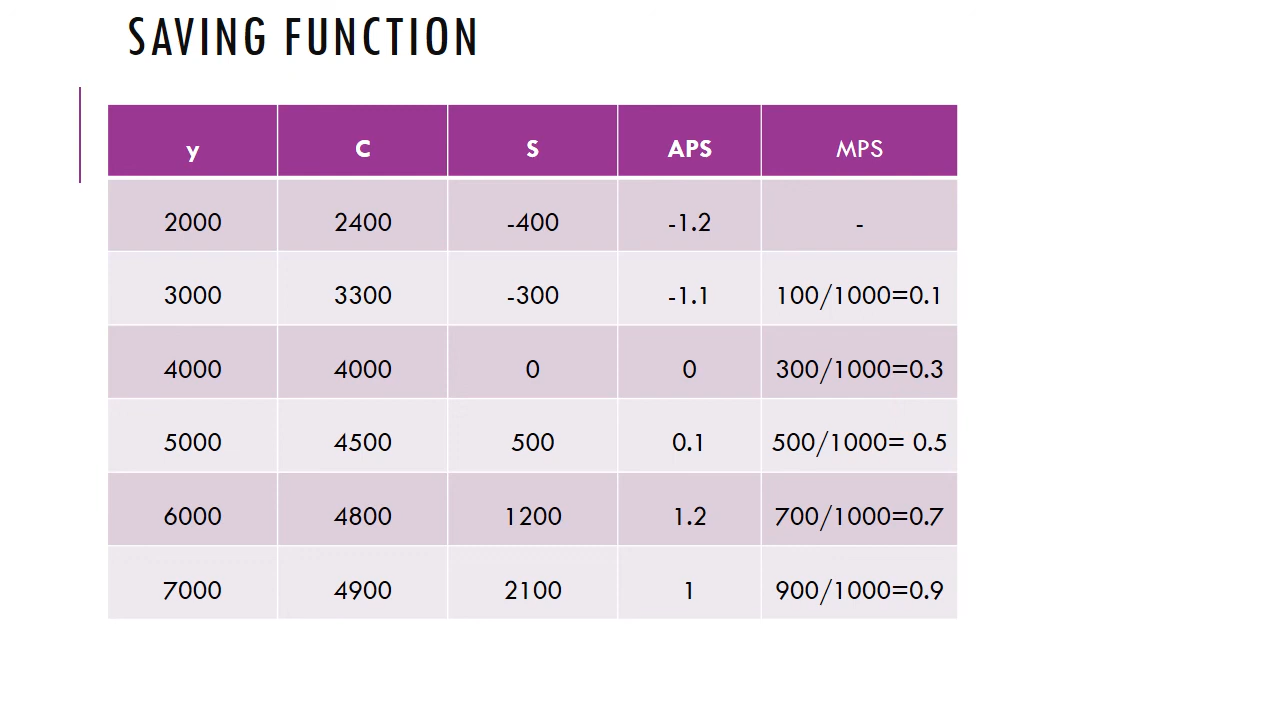 SAVING FUNCTION
y C S APS MPS
2000 2400 -400 -1.2 -
3000 3300 -300 -1.1 100/1000=0.1
4000 4000 0 0 300/1000=0.3
5000 4500 500 0.1 500/1000= 0.5
6000 4800 1200 1.2 700/1000=0.7
7000 4900 2100 1 900/1000=0.9